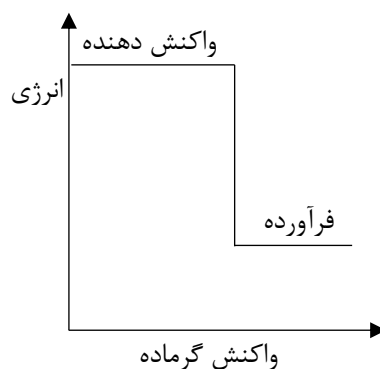 واکنش دهنده
انرژی
فرآورده
واکنش گرماده